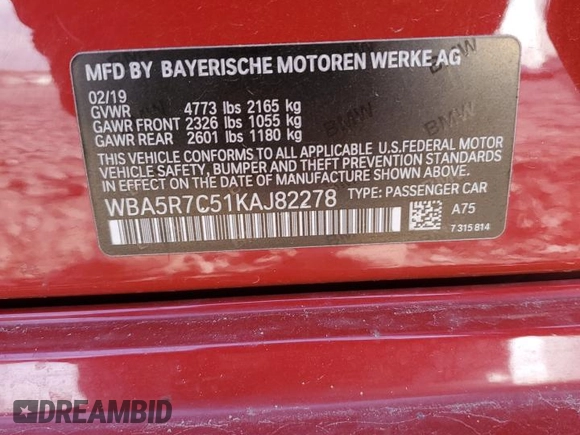 MFD BY BAYERISCHE MOTOREN WERKE AG
02/19
GVWR 4773 lbs 2165 kg
GAWR FRONT 2326 lbs 1055 kg
GAWR REAR 2601 lbs 1180 kg
THIS VEHICLE CONFORMS TO ALL APPLICABLE U.S.FEDERAL MOTOR
VEHICLE SAFETY, BUMPER AND THEFT PREVENTION STANDARDS
IN EFFECT ON THE DATE OF MANUFACTURE SHOWN ABOVE.
WBA5R7C51KAJ82278 TYPE: PASSENGER CAR
A75
7 315 814
BMW BMW BMW
DREAMBID